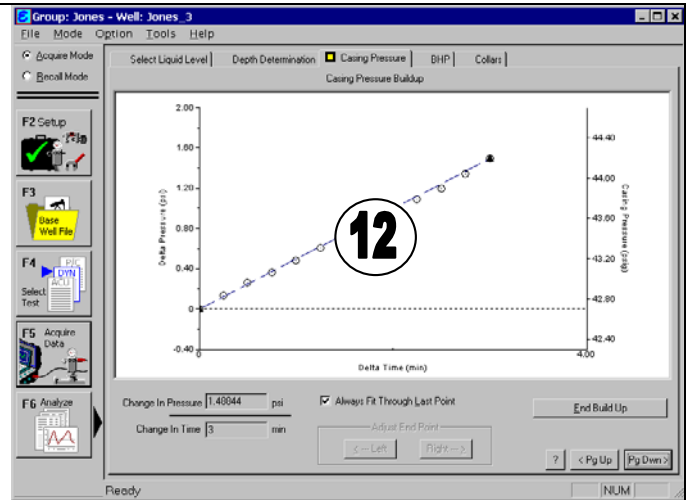 Group: Jones - Well: Jones_3
File Mode Option Tools Help
Acquire Mode
Recall Mode
F2 Setup
F3
Base
Well File
F4
P/C
DYN
ACU
Select
Test
F5 Acquire
Data
F6 Analyze
Select Liquid Level
Depth Determination
Casing Pressure
BHP
Collars
Casing Pressure Buildup
2.00
1.60
1.20
0.80
0.40
0
-0.40
Delta Pressure (psi)
44.40
44.00
43.60
43.20
42.80
42.40
Casing Pressure (psig)
12
0
4.00
Delta Time (min)
Change In Pressure 1.48844 psi
Change In Time 3 min
Always Fit Through Last Point
Adjust End Point
<-- Left
Right -->
End Build Up
?
< Pg Up
Pg Dwn >
Ready
NUM